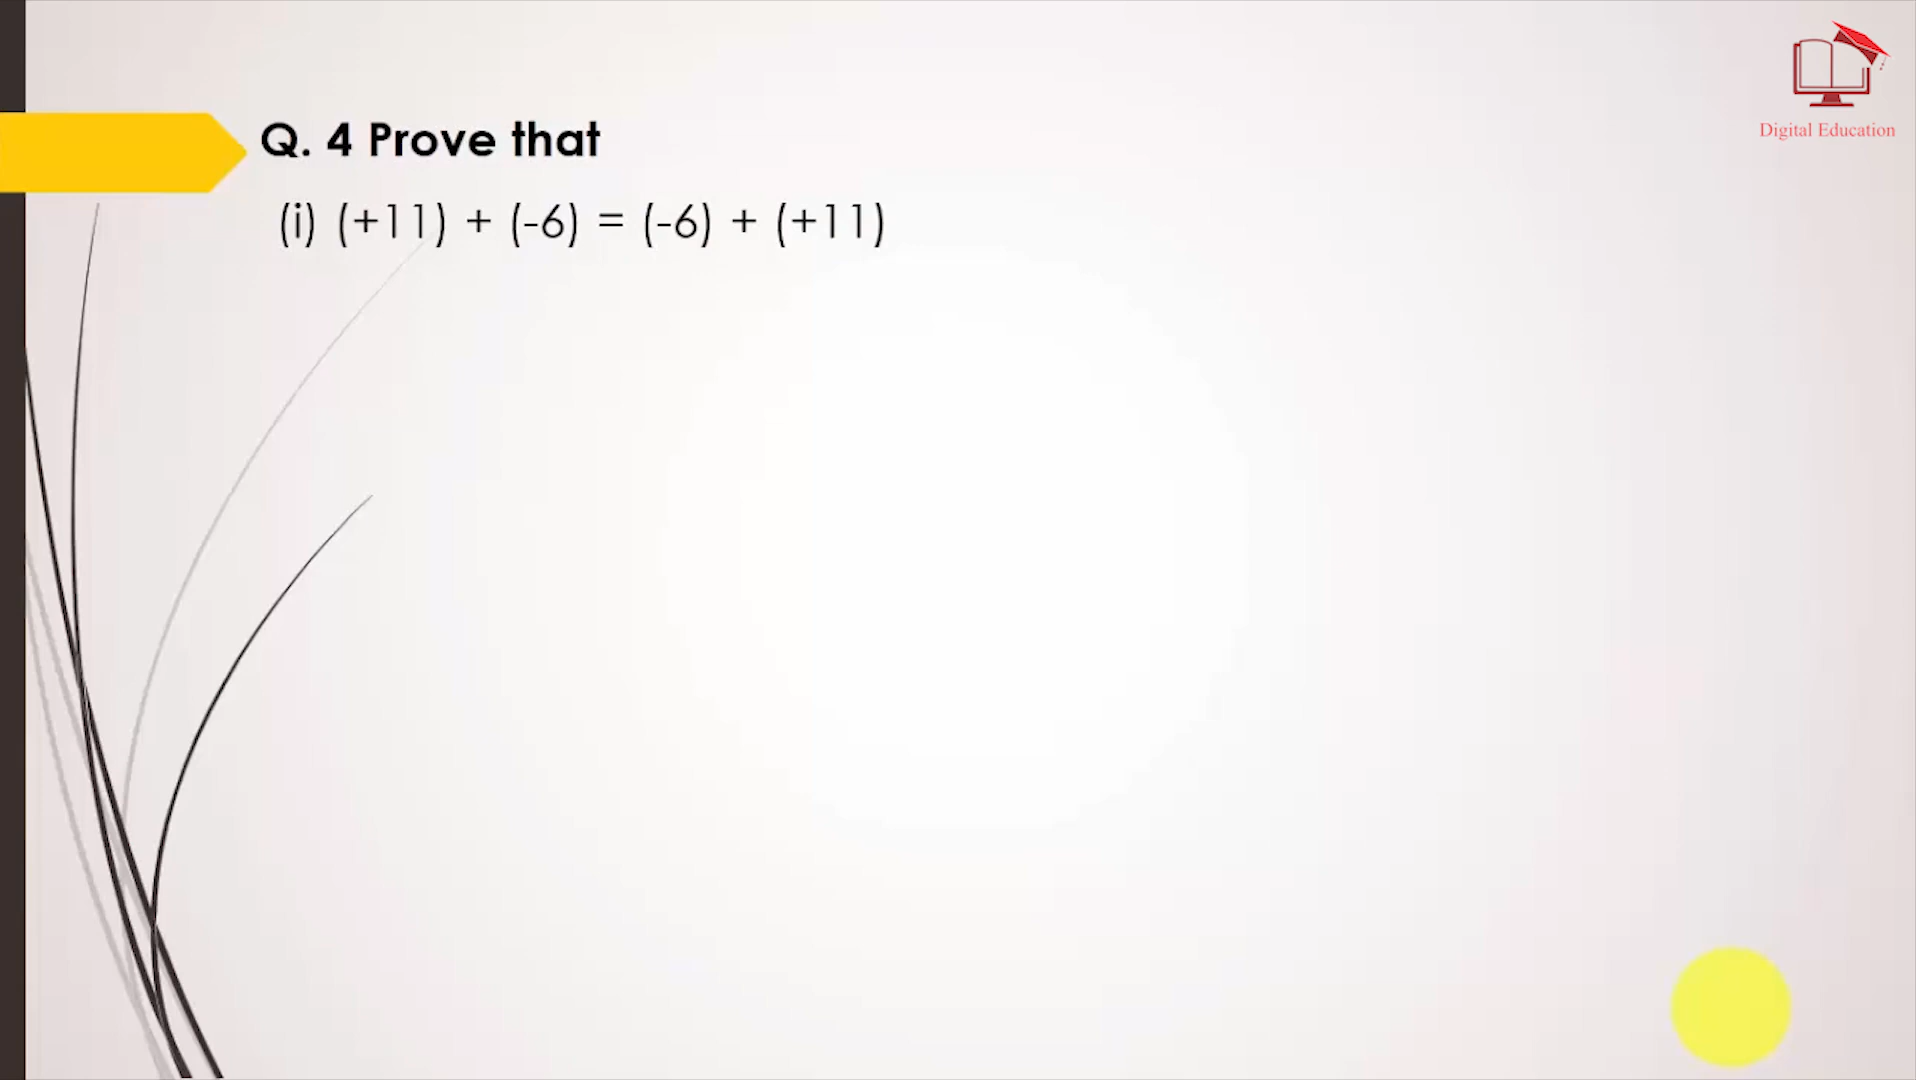 Digital Education
Q. 4 Prove that
(i) (+11) + (-6) = (-6) + (+11)